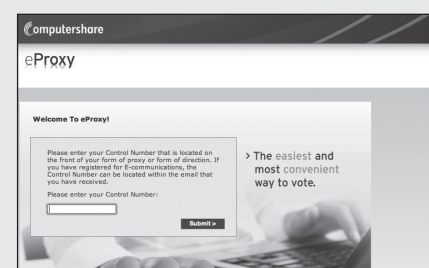 Computershare
eProxy
Welcome To eProxy!
Please enter your Control Number that is located on
the front of your form of proxy or form of direction. If
you have registered for E-communications, the
Control Number can be located within the email that
you have received.
Please enter your Control Number:
Submit >
> The easiest and
most convenient
way to vote.